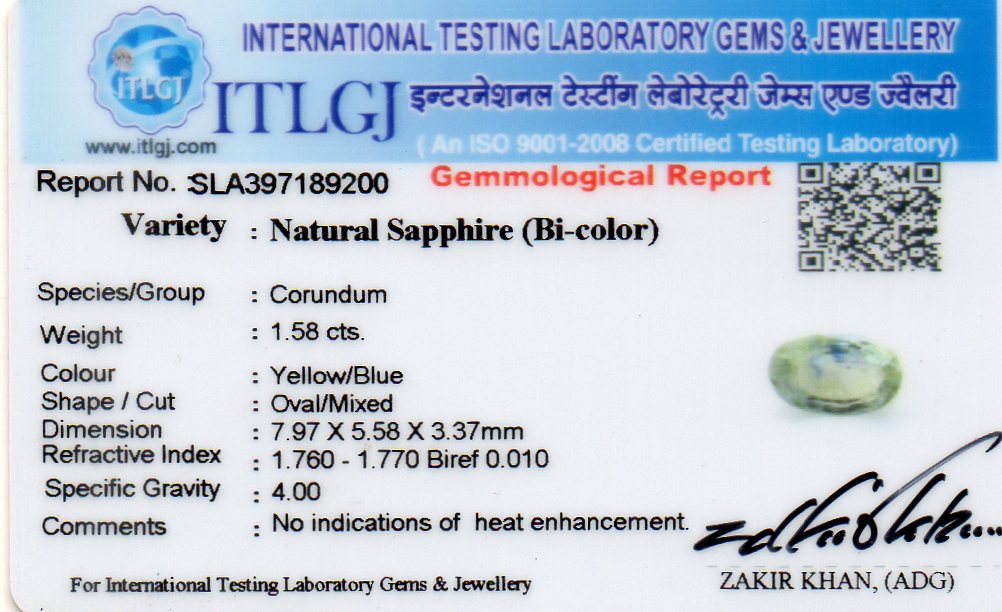 INTERNATIONAL TESTING LABORATORY GEMS & JEWELLERY
ITLGJ
ITLGJ
इन्टरनेशनल टेस्टींग लेबोरेट्ररी जेम्स एण्ड ज्वैलरी
www.itlgj.com
( An ISO 9001-2008 Certified Testing Laboratory)
Report No. :SLA397189200
Gemmological Report
Variety : Natural Sapphire (Bi-color)
Species/Group : Corundum
Weight : 1.58 cts.
Colour : Yellow/Blue
Shape / Cut : Oval/Mixed
Dimension : 7.97 X 5.58 X 3.37mm
Refractive Index : 1.760 - 1.770 Biref 0.010
Specific Gravity : 4.00
Comments : No indications of heat enhancement.
For International Testing Laboratory Gems & Jewellery
ZAKIR KHAN, (ADG)